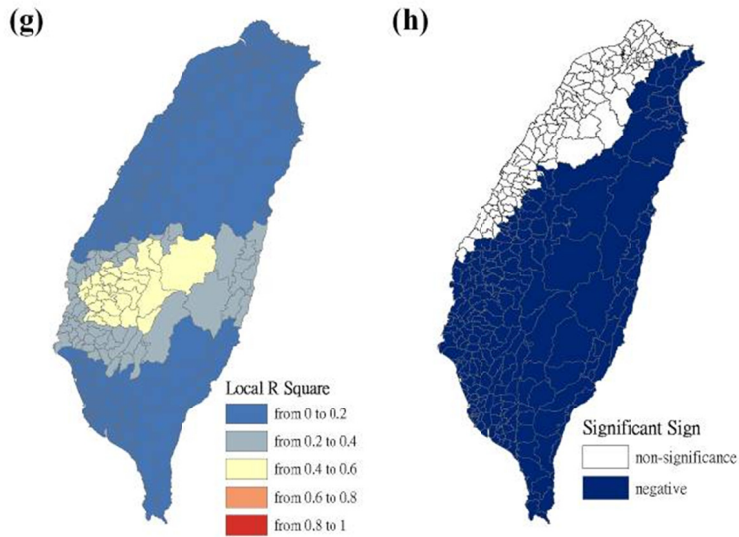 (g)
(h)
Local R Square
from 0 to 0.2
from 0.2 to 0.4
from 0.4 to 0.6
from 0.6 to 0.8
from 0.8 to 1
Significant Sign
non-significance
negative